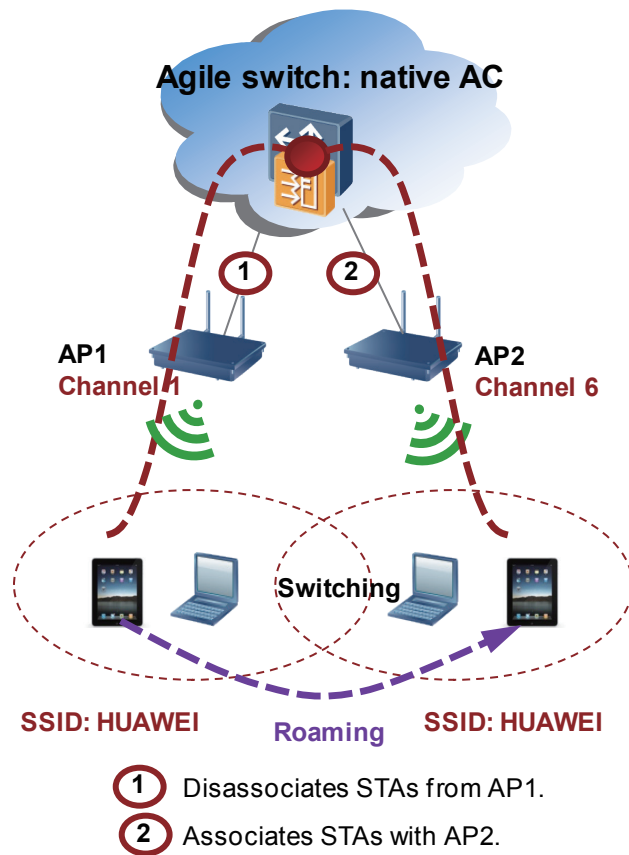 Agile switch: native AC
1
2
AP1
Channel 1
AP2
Channel 6
Switching
SSID: HUAWEI
Roaming
SSID: HUAWEI
1 Disassociates STAs from AP1.
2 Associates STAs with AP2.